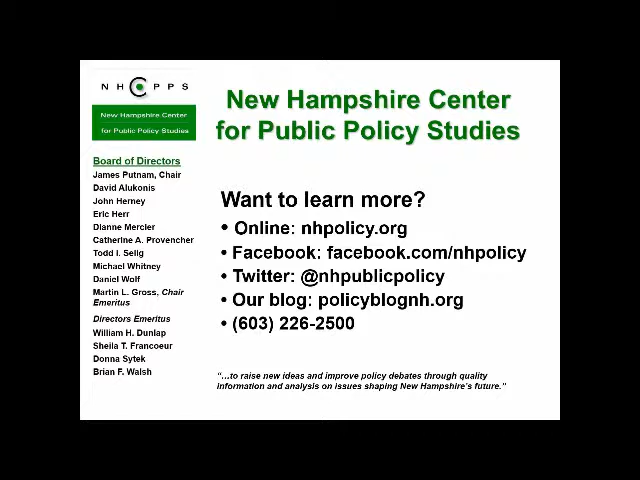 NHCPPS
New Hampshire Center
for Public Policy Studies
Board of Directors
James Putnam, Chair
David Alukonis
John Herney
Eric Herr
Dianne Mercier
Catherine A. Provencher
Todd I. Selig
Michael Whitney
Daniel Wolf
Martin L. Gross, Chair
Emeritus
Directors Emeritus
William H. Dunlap
Sheila T. Francoeur
Donna Sytek
Brian F. Walsh
New Hampshire Center
for Public Policy Studies
Want to learn more?
• Online: nhpolicy.org
• Facebook: facebook.com/nhpolicy
• Twitter: @nhpublicpolicy
• Our blog: policyblognh.org
• (603) 226-2500
“…to raise new ideas and improve policy debates through quality
information and analysis on issues shaping New Hampshire’s future.”